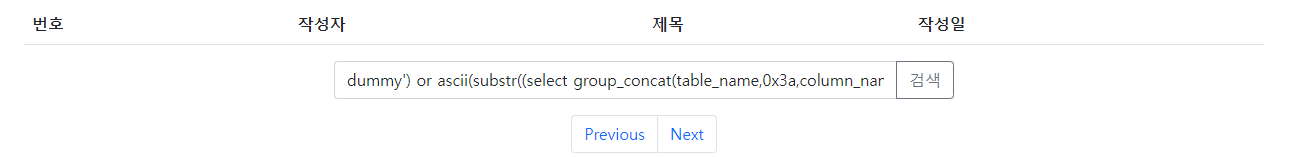 번호 작성자 제목 작성일
dummy') or ascii(substr((select group_concat(table_name,0x3a,column_nar 검색
Previous Next